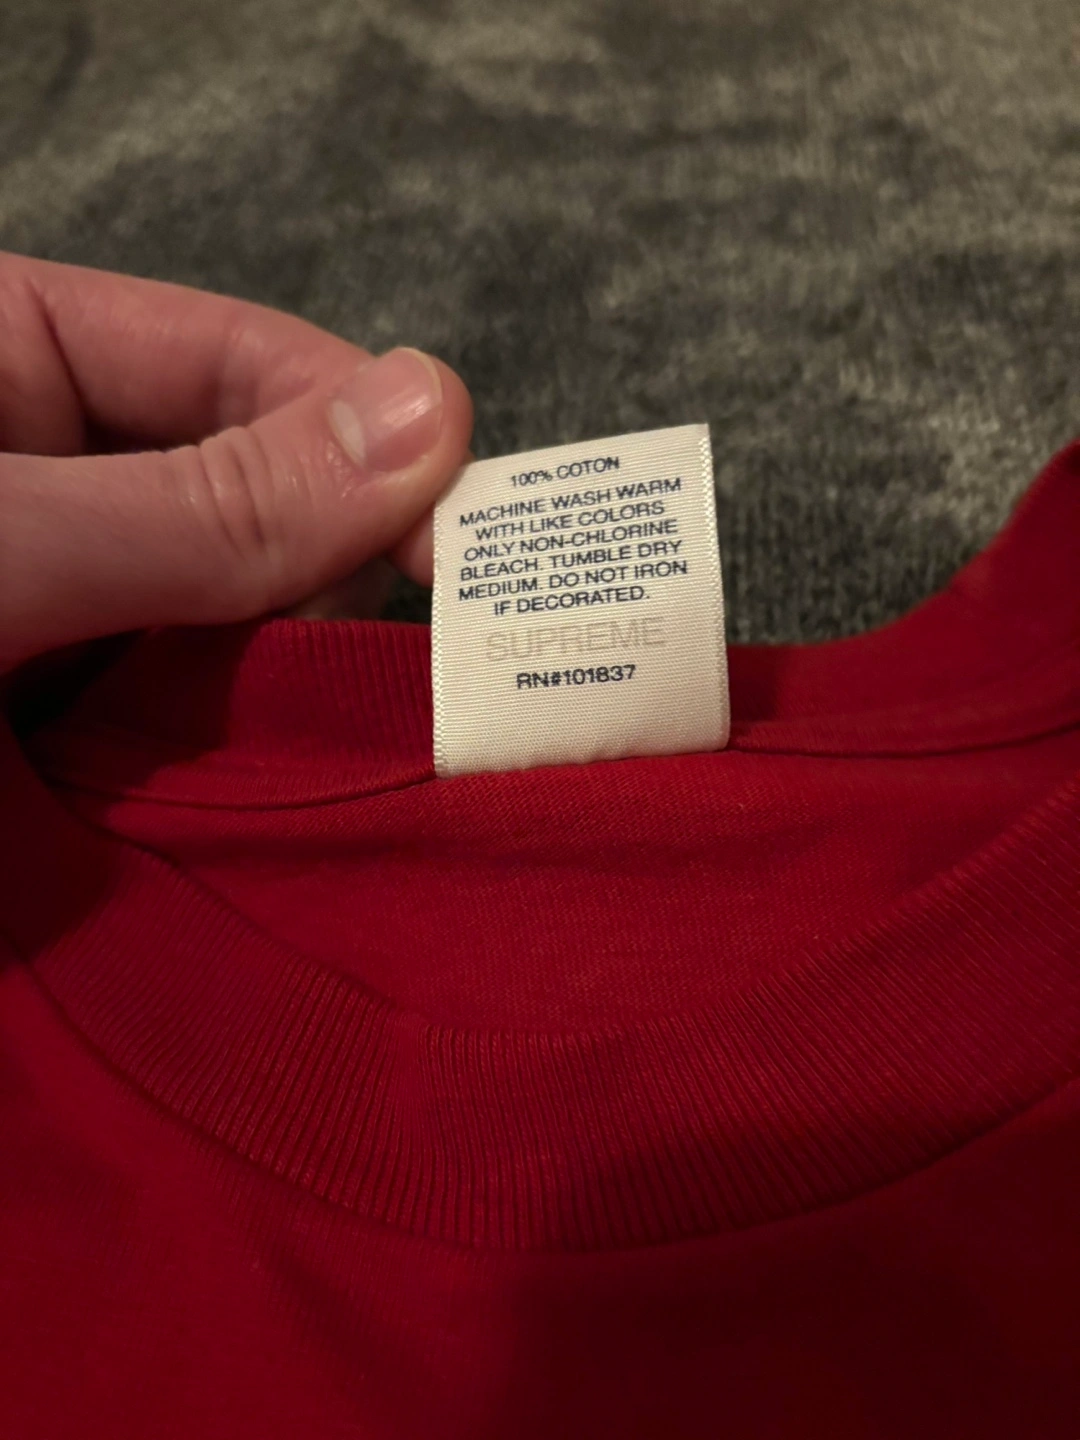 100% COTTON
MACHINE WASH WARM
WITH LIKE COLORS
ONLY NON-CHLORINE
BLEACH. TUMBLE DRY
MEDIUM. DO NOT IRON
IF DECORATED.
SUPREME
RN#101837